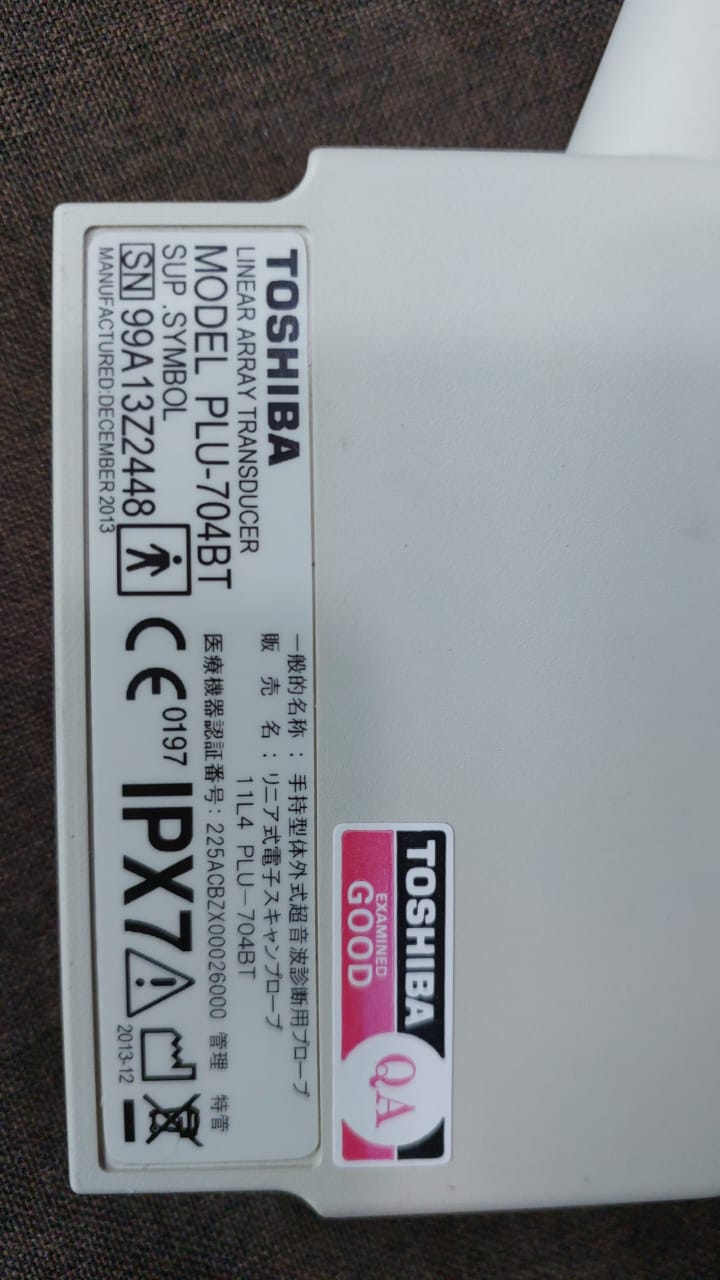 TOSHIBA
LINEAR ARRAY TRANSDUCER
MODEL PLU-704BT
SUP .SYMBOL
SN 99A13Z2448
MANUFACTURED:DECEMBER 2013
CE 0197
IPX7
2013-12
一般的名称：手持型体外式超音波診断用プローブ
販売名：リニア式電子スキャンプローブ
11L4 PLU-704BT
医療機器認証番号：225ACBZX00026000 管理 特管
TOSHIBA
EXAMINED
GOOD
QA